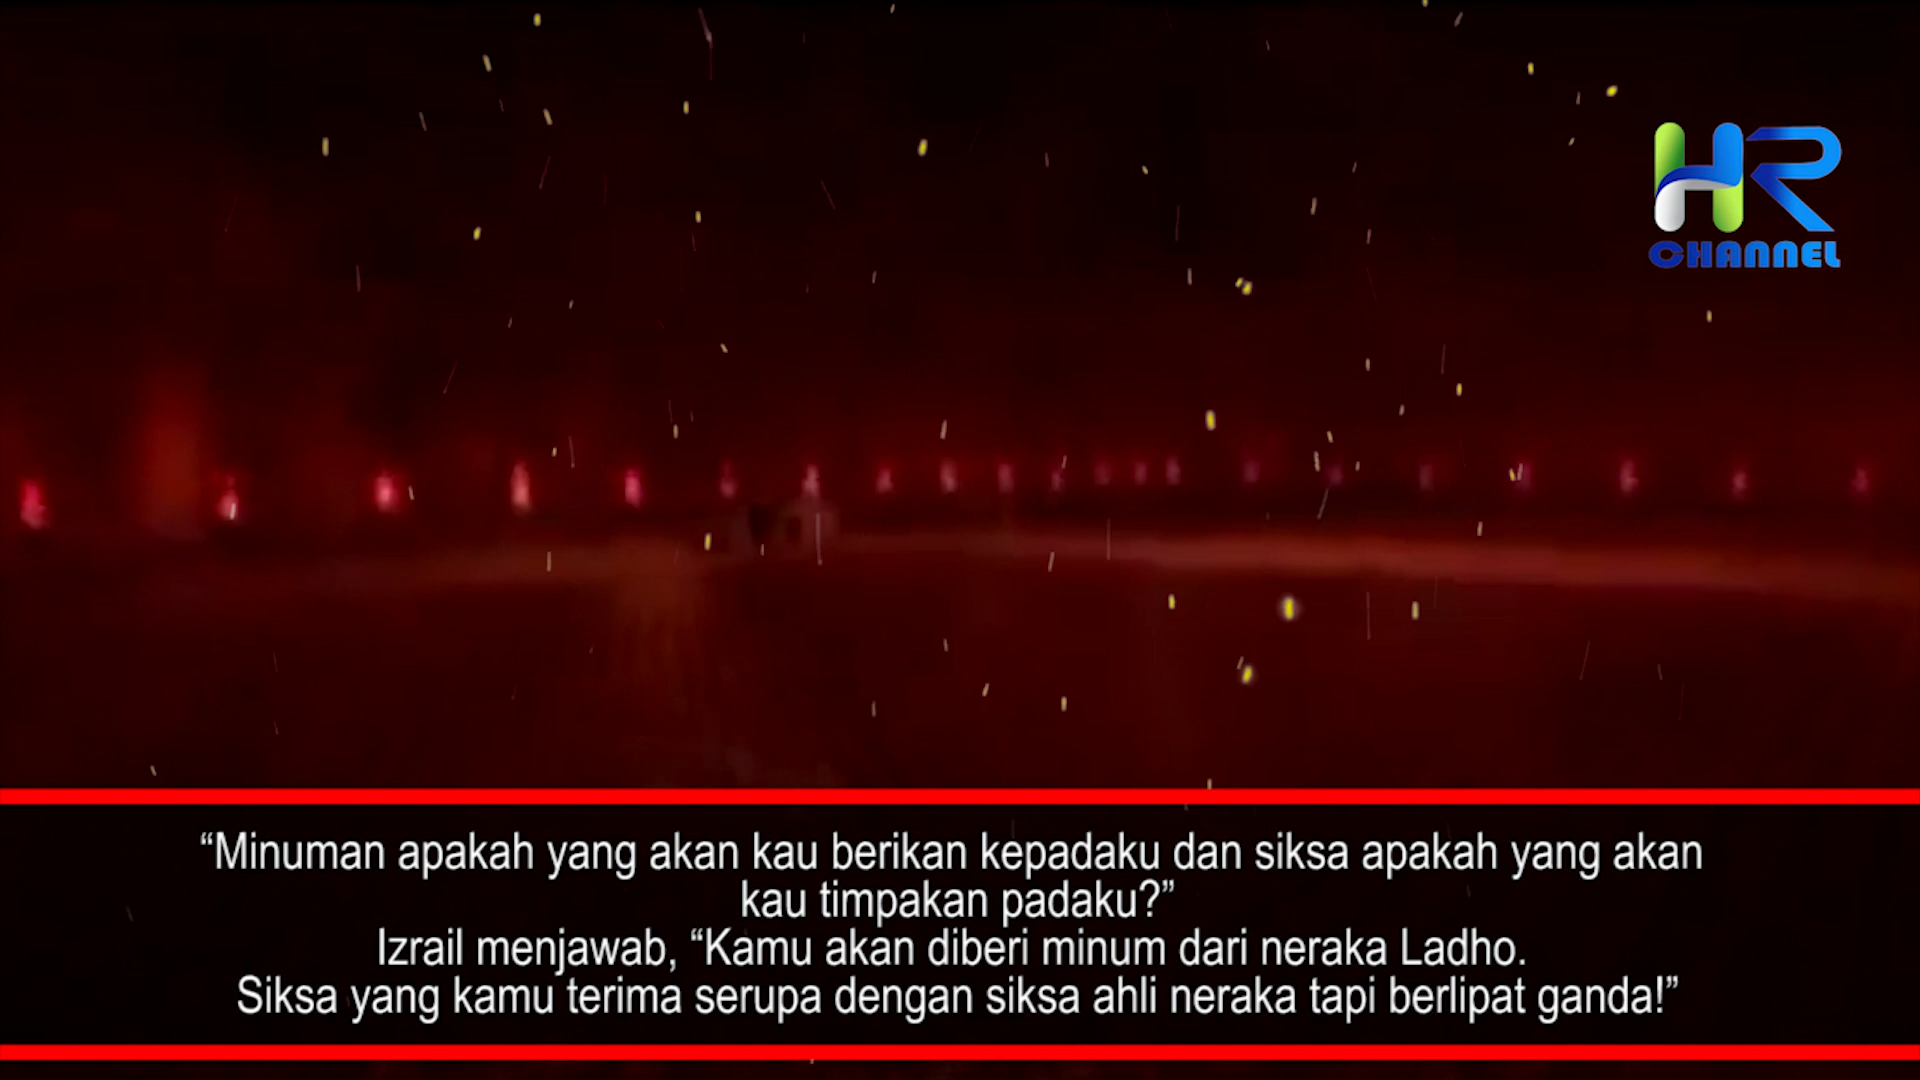 HR
CHANNEL
“Minuman apakah yang akan kau berikan kepadaku dan siksa apakah yang akan
kau timpakan padaku?”
Izrail menjawab, “Kamu akan diberi minum dari neraka Ladho.
Siksa yang kamu terima serupa dengan siksa ahli neraka tapi berlipat ganda!”